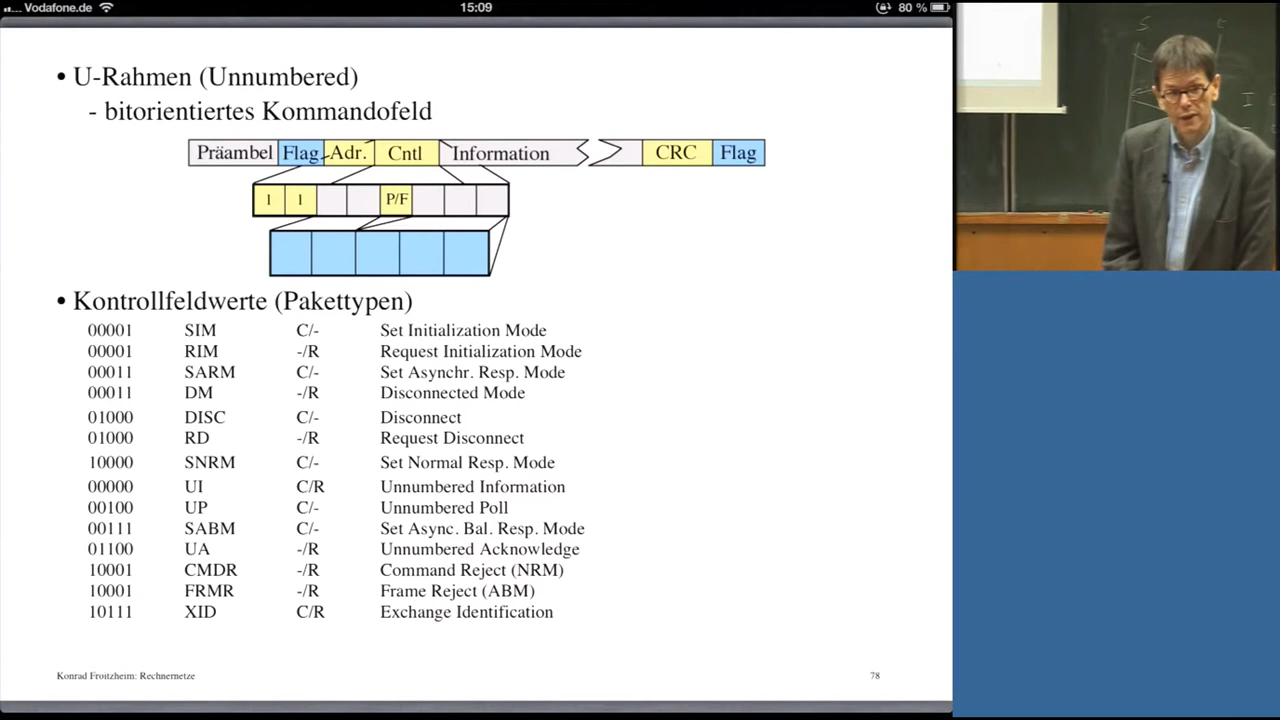 Vodafone.de 15:09 80 %
• U-Rahmen (Unnumbered)
- bitorientiertes Kommandofeld
Präambel Flag Adr. Cntl Information CRC Flag
1 1 P/F
• Kontrollfeldwerte (Pakettypen)
00001 SIM C/- Set Initialization Mode
00001 RIM -/R Request Initialization Mode
00011 SARM C/- Set Asynchr. Resp. Mode
00011 DM -/R Disconnected Mode
01000 DISC C/- Disconnect
01000 RD -/R Request Disconnect
10000 SNRM C/- Set Normal Resp. Mode
00000 UI C/R Unnumbered Information
00100 UP C/- Unnumbered Poll
00111 SABM C/- Set Async. Bal. Resp. Mode
01100 UA -/R Unnumbered Acknowledge
10001 CMDR -/R Command Reject (NRM)
10001 FRMR -/R Frame Reject (ABM)
10111 XID C/R Exchange Identification
Konrad Froitzheim: Rechnernetze 78